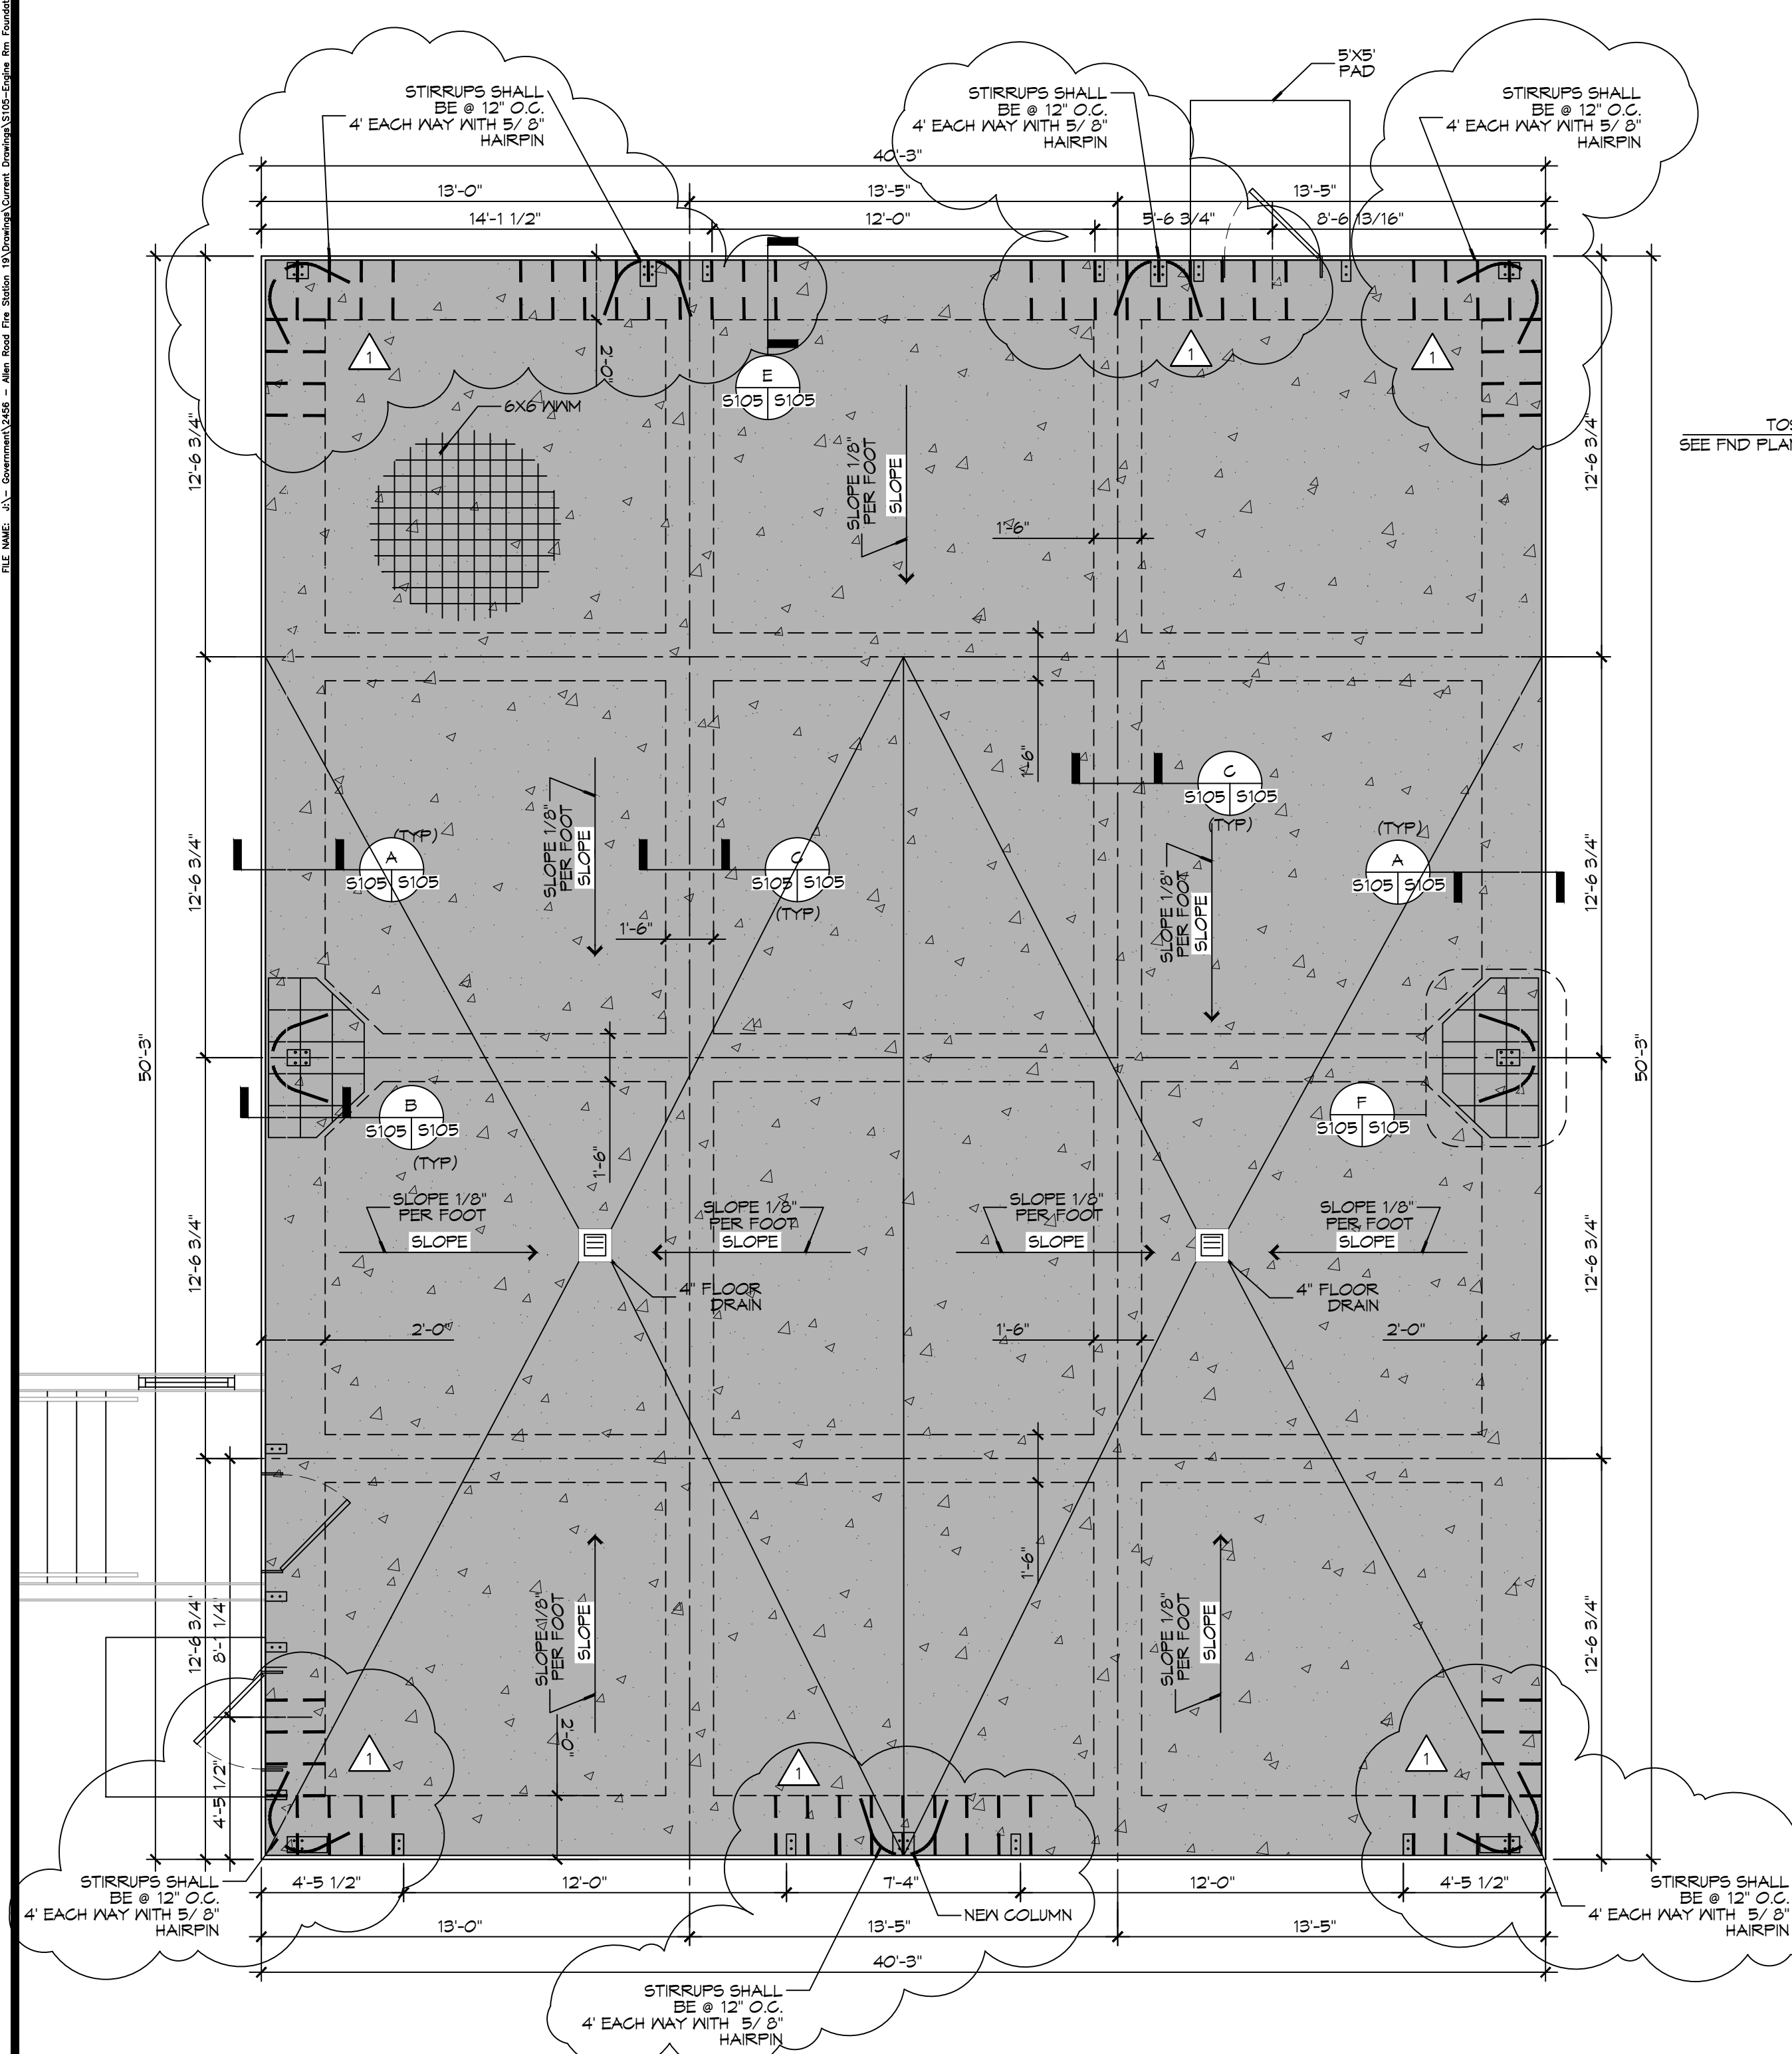 FILE NAME: J:\- Government\2456 - Allen Road Fire Station 19\Drawings\Current Drawings\S105-Engine Rm Foundat
5'X5'
PAD
STIRRUPS SHALL
BE @ 12" O.C.
4' EACH WAY WITH 5/ 8"
HAIRPIN
STIRRUPS SHALL
BE @ 12" O.C.
4' EACH WAY WITH 5/ 8"
HAIRPIN
STIRRUPS SHALL
BE @ 12" O.C.
4' EACH WAY WITH 5/ 8"
HAIRPIN
40'-3"
13'-0"
13'-5"
13'-5"
14'-1 1/2"
12'-0"
5'-6 3/4"
8'-6 13/16"
1
1
1
2'-0"
E
S105
S105
6X6 WWM
12'-6 3/4"
SLOPE 1/8"
PER FOOT
SLOPE
12'-6 3/4"
TOS
SEE FND PLAN
1'-6"
1'-6"
C
S105
S105
(TYP)
(TYP)
A
S105
S105
SLOPE 1/8"
PER FOOT
SLOPE
C
S105
S105
(TYP)
SLOPE 1/8"
PER FOOT
SLOPE
(TYP)
A
S105
S105
12'-6 3/4"
12'-6 3/4"
1'-6"
50'-3"
50'-3"
B
S105
S105
(TYP)
F
S105
S105
1'-6"
SLOPE 1/8"
PER FOOT
SLOPE
SLOPE 1/8"
PER FOOT
SLOPE
SLOPE 1/8"
PER FOOT
SLOPE
SLOPE 1/8"
PER FOOT
SLOPE
12'-6 3/4"
12'-6 3/4"
4" FLOOR
DRAIN
4" FLOOR
DRAIN
2'-0"
1'-6"
2'-0"
1'-6"
12'-6 3/4"
8'-1 1/4"
SLOPE 1/8"
PER FOOT
SLOPE
SLOPE 1/8"
PER FOOT
SLOPE
12'-6 3/4"
2'-0"
4'-5 1/2"
1
1
1
STIRRUPS SHALL
BE @ 12" O.C.
4' EACH WAY WITH 5/ 8"
HAIRPIN
4'-5 1/2"
12'-0"
7'-4"
12'-0"
4'-5 1/2"
STIRRUPS SHALL
BE @ 12" O.C.
4' EACH WAY WITH 5/ 8"
HAIRPIN
NEW COLUMN
13'-0"
13'-5"
13'-5"
40'-3"
STIRRUPS SHALL
BE @ 12" O.C.
4' EACH WAY WITH 5/ 8"
HAIRPIN